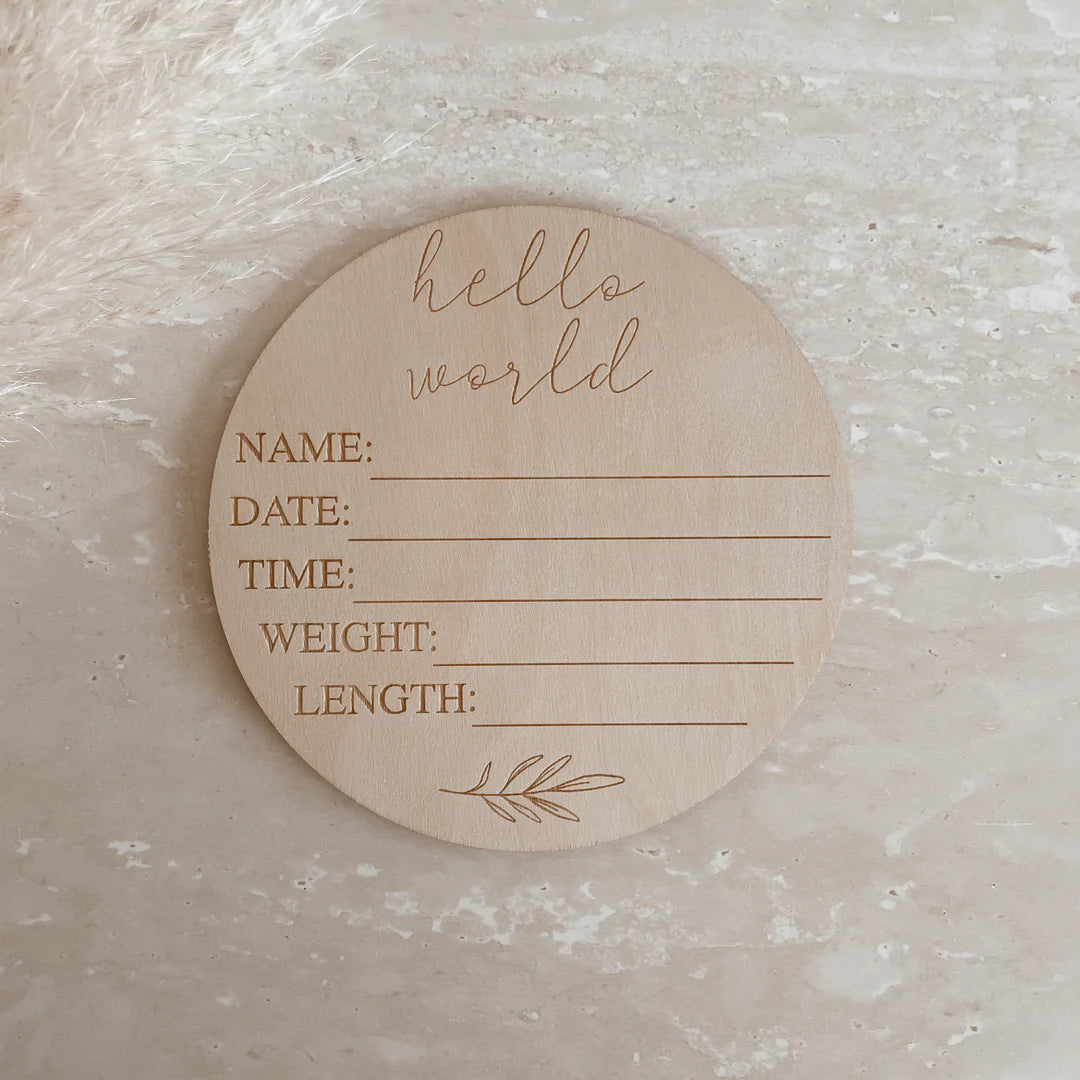 hello
world
NAME:
DATE:
TIME:
WEIGHT:
LENGTH: